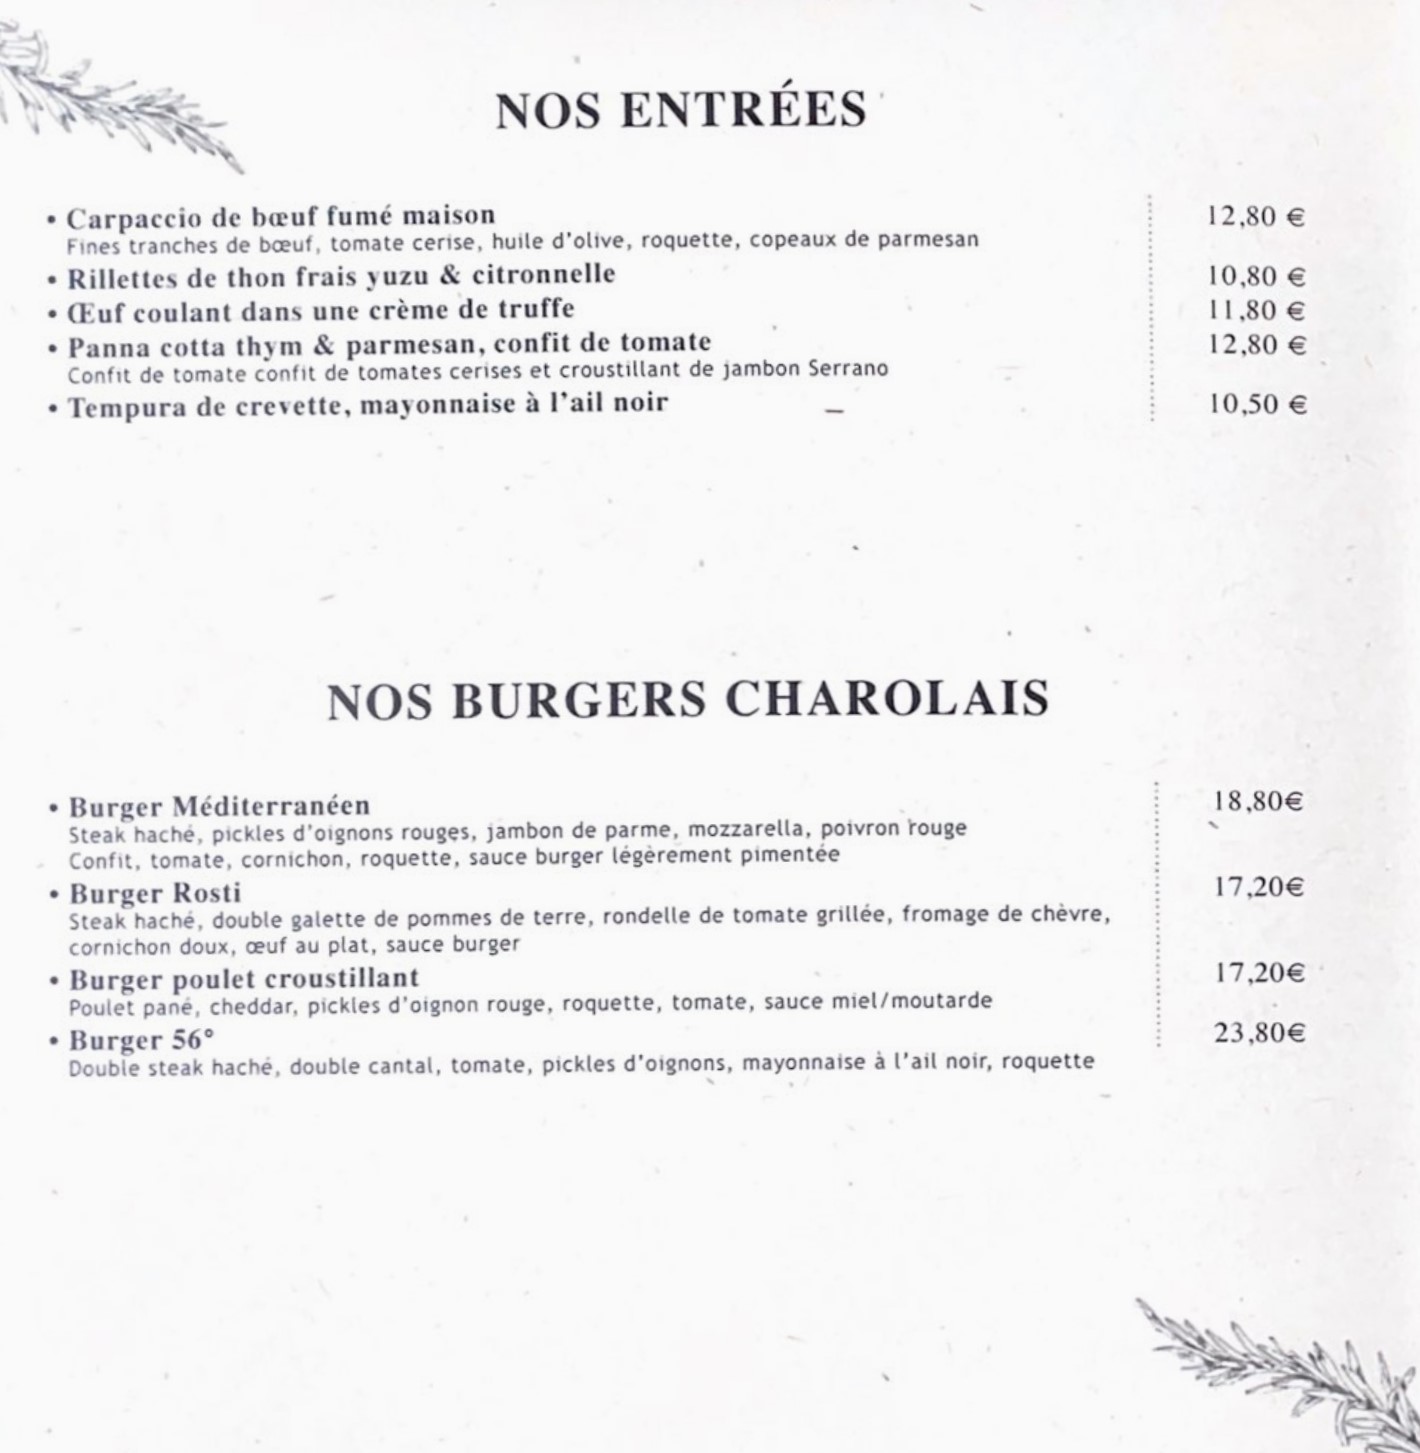 NOS ENTRÉES
• Carpaccio de bœuf fumé maison 12,80 €
Fines tranches de bœuf, tomate cerise, huile d'olive, roquette, copeaux de parmesan
• Rillettes de thon frais yuzu & citronnelle 10,80 €
• Œuf coulant dans une crème de truffe 11,80 €
• Panna cotta thym & parmesan, confit de tomate 12,80 €
Confit de tomate confit de tomates cerises et croustillant de jambon Serrano
• Tempura de crevette, mayonnaise à l'ail noir 10,50 €
NOS BURGERS CHAROLAIS
• Burger Méditerranéen 18,80€
Steak haché, pickles d'oignons rouges, jambon de parme, mozzarella, poivron rouge
Confit, tomate, cornichon, roquette, sauce burger légèrement pimentée
• Burger Rosti 17,20€
Steak haché, double galette de pommes de terre, rondelle de tomate grillée, fromage de chèvre,
cornichon doux, œuf au plat, sauce burger
• Burger poulet croustillant 17,20€
Poulet pané, cheddar, pickles d'oignon rouge, roquette, tomate, sauce miel/moutarde
• Burger 56° 23,80€
Double steak haché, double cantal, tomate, pickles d'oignons, mayonnaise à l'ail noir, roquette